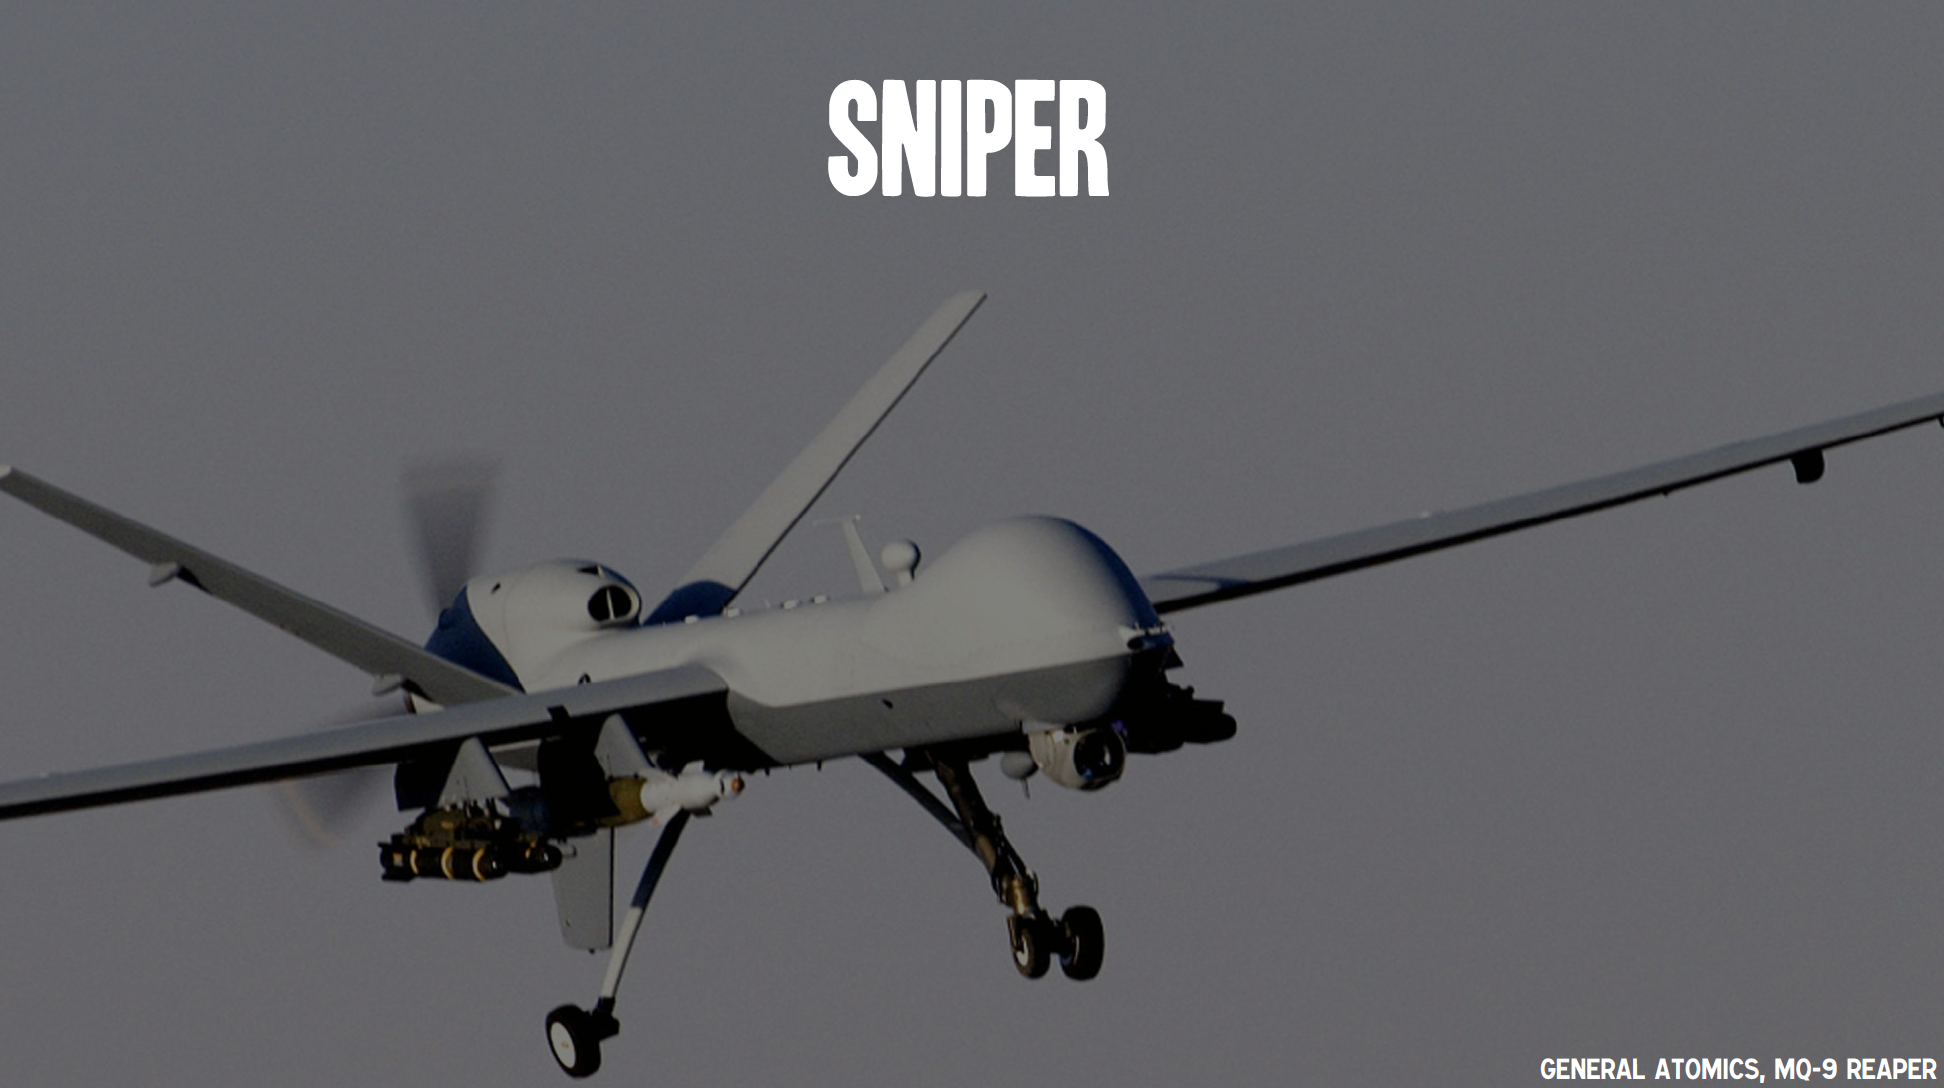 SNIPER
GENERAL ATOMICS, MQ-9 REAPER